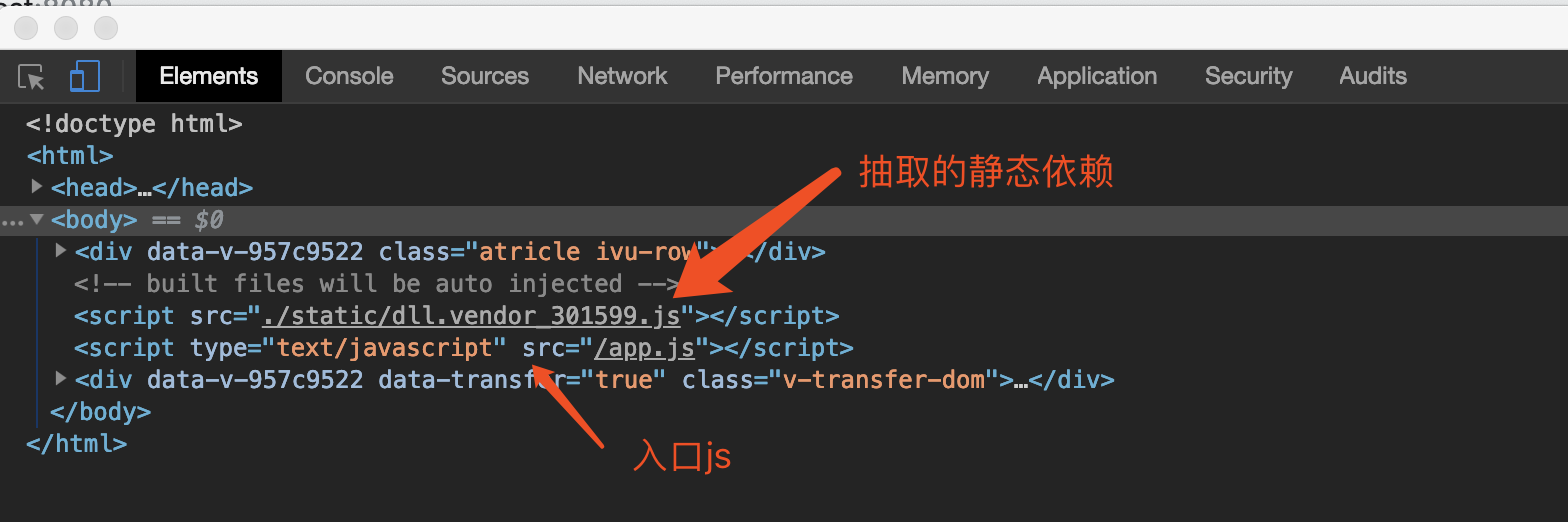 Elements Console Sources Network Performance Memory Application Security Audits
<!doctype html>
<html>
<head>…</head>
… <body> == $0
<div data-v-957c9522 class="atricle ivu-row"></div>
<!-- built files will be auto injected -->
<script src="./static/dll.vendor_301599.js"></script>
<script type="text/javascript" src="/app.js"></script>
<div data-v-957c9522 data-transfer="true" class="v-transfer-dom">…</div>
</body>
</html>
抽取的静态依赖
入口js